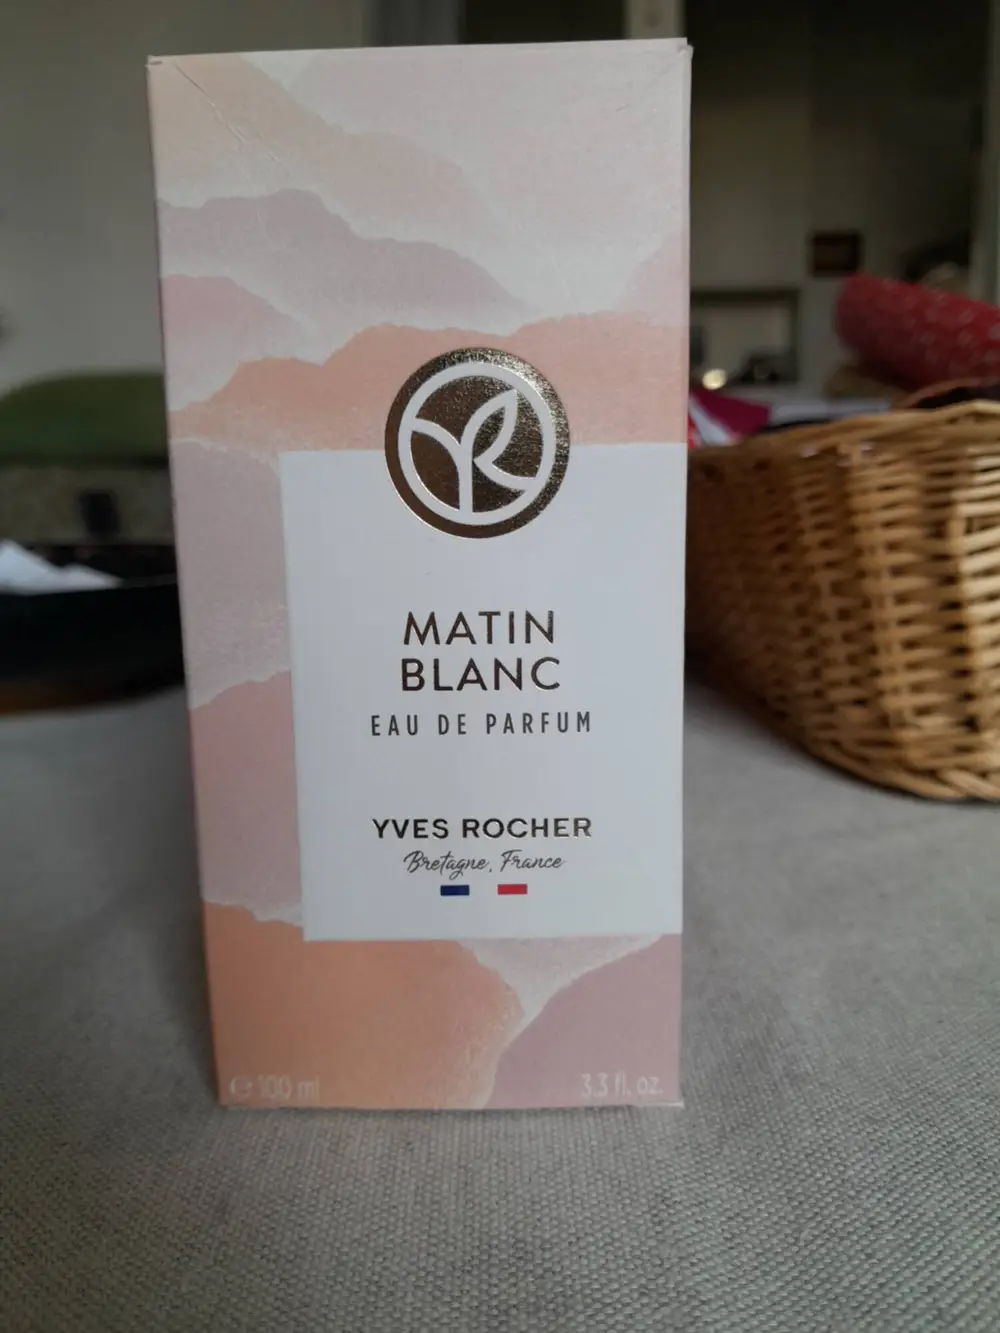 MATIN
BLANC
EAU DE PARFUM
YVES ROCHER
Bretagne, France
℮ 100 ml
3.3 fl. oz.